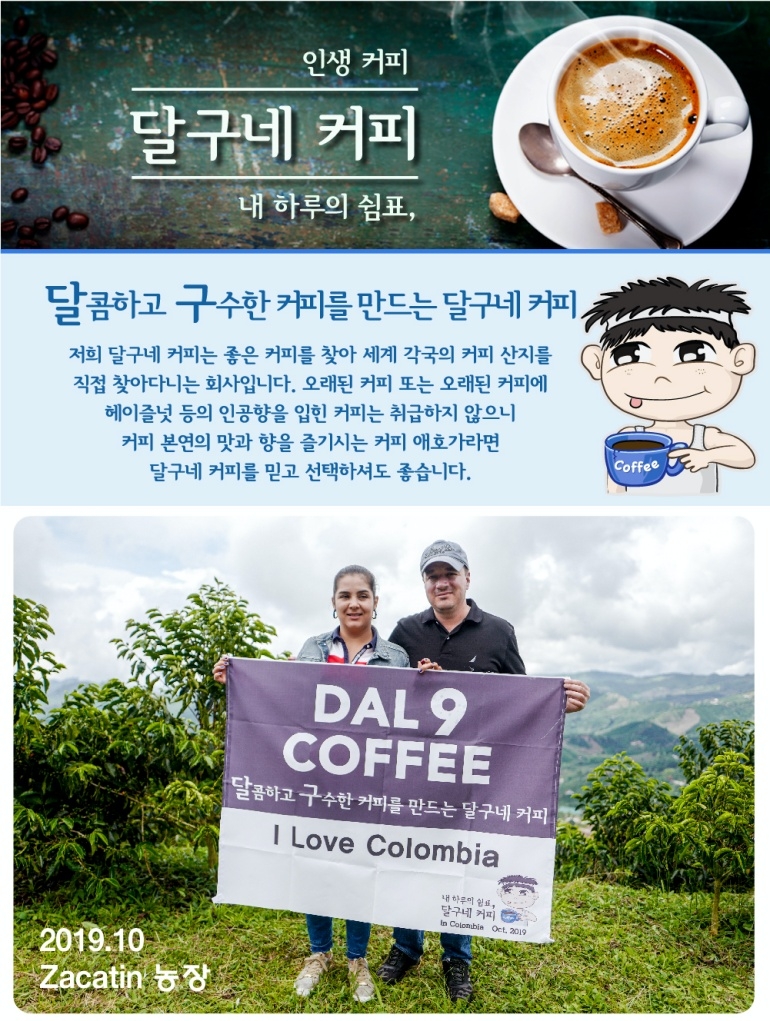 인생 커피
달구네 커피
내 하루의 쉼표,
달콤하고 구수한 커피를 만드는 달구네 커피
저희 달구네 커피는 좋은 커피를 찾아 세계 각국의 커피 산지를
직접 찾아다니는 회사입니다. 오래된 커피 또는 오래된 커피에
헤이즐넛 등의 인공향을 입힌 커피는 취급하지 않으니
커피 본연의 맛과 향을 즐기시는 커피 애호가라면
달구네 커피를 믿고 선택하셔도 좋습니다.
Coffee
DAL 9
COFFEE
달콤하고 구수한 커피를 만드는 달구네 커피
I Love Colombia
내 하루의 쉼표,
달구네 커피
In Colombia Oct. 2019
2019.10
Zacatin 농장